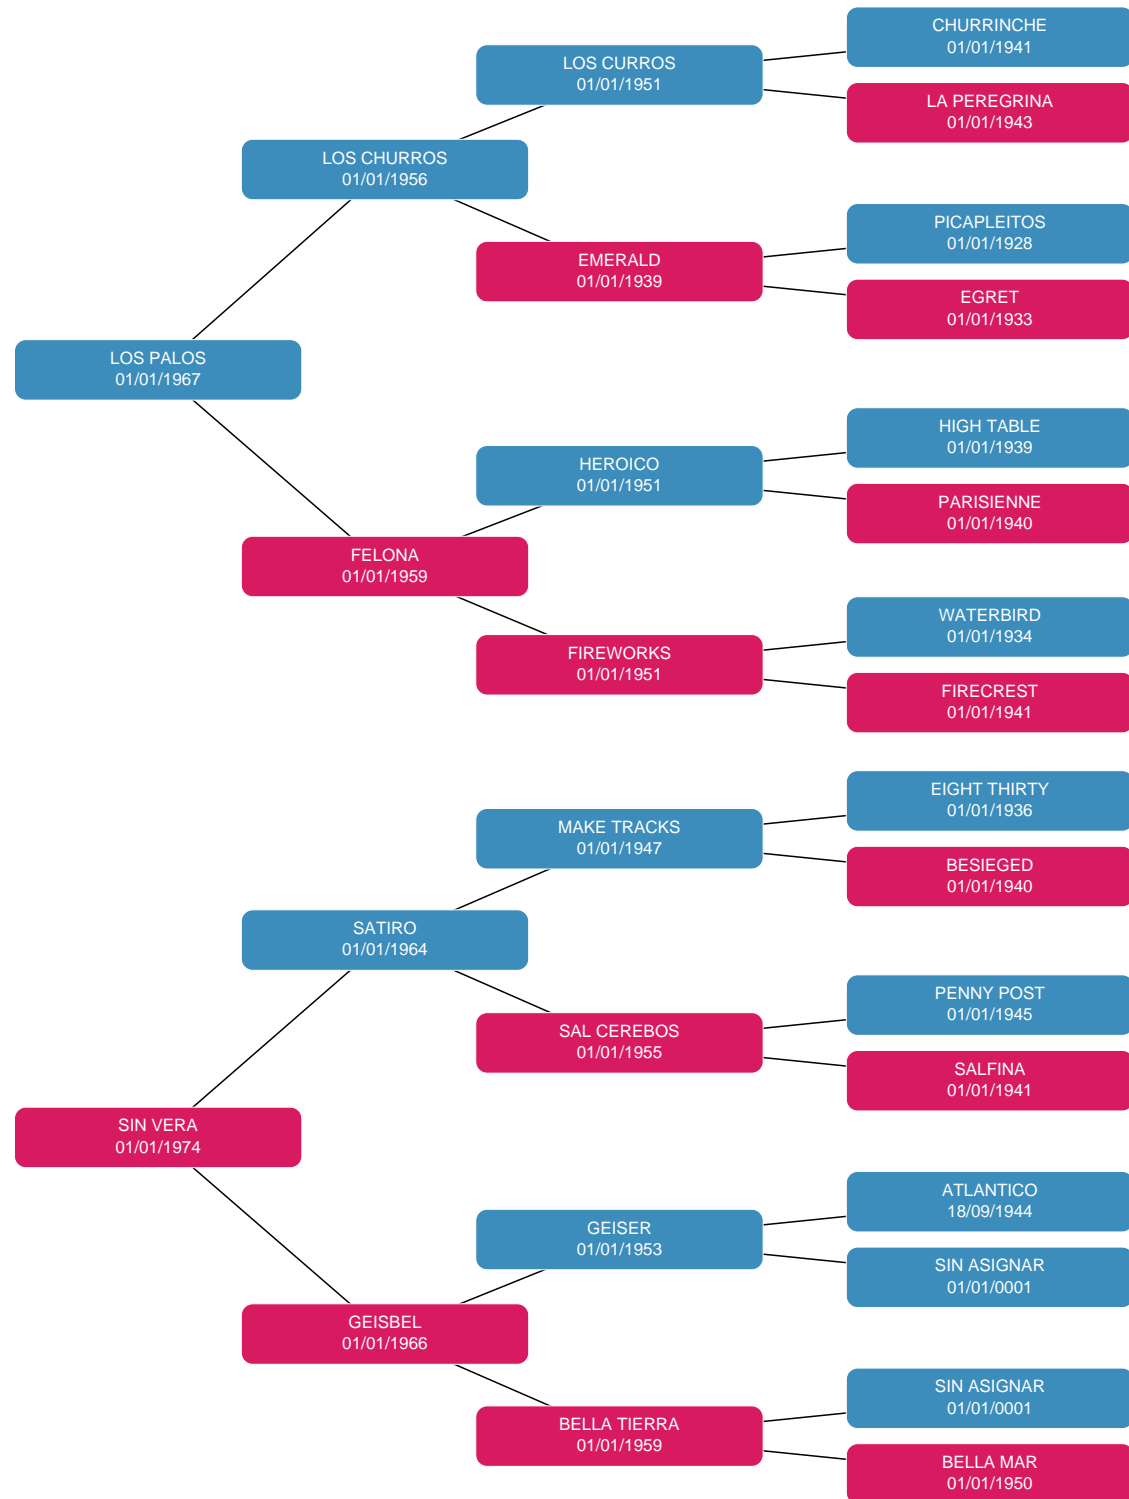 CHURRINCHE
01/01/1941
LOS CURROS
01/01/1951
LA PEREGRINA
01/01/1943
LOS CHURROS
01/01/1956
PICAPLEITOS
01/01/1928
EMERALD
01/01/1939
EGRET
01/01/1933
LOS PALOS
01/01/1967
HIGH TABLE
01/01/1939
HEROICO
01/01/1951
PARISIENNE
01/01/1940
FELONA
01/01/1959
WATERBIRD
01/01/1934
FIREWORKS
01/01/1951
FIRECREST
01/01/1941
EIGHT THIRTY
01/01/1936
MAKE TRACKS
01/01/1947
BESIEGED
01/01/1940
SATIRO
01/01/1964
PENNY POST
01/01/1945
SAL CEREBOS
01/01/1955
SALFINA
01/01/1941
SIN VERA
01/01/1974
ATLANTICO
18/09/1944
GEISER
01/01/1953
SIN ASIGNAR
01/01/0001
GEISBEL
01/01/1966
SIN ASIGNAR
01/01/0001
BELLA TIERRA
01/01/1959
BELLA MAR
01/01/1950